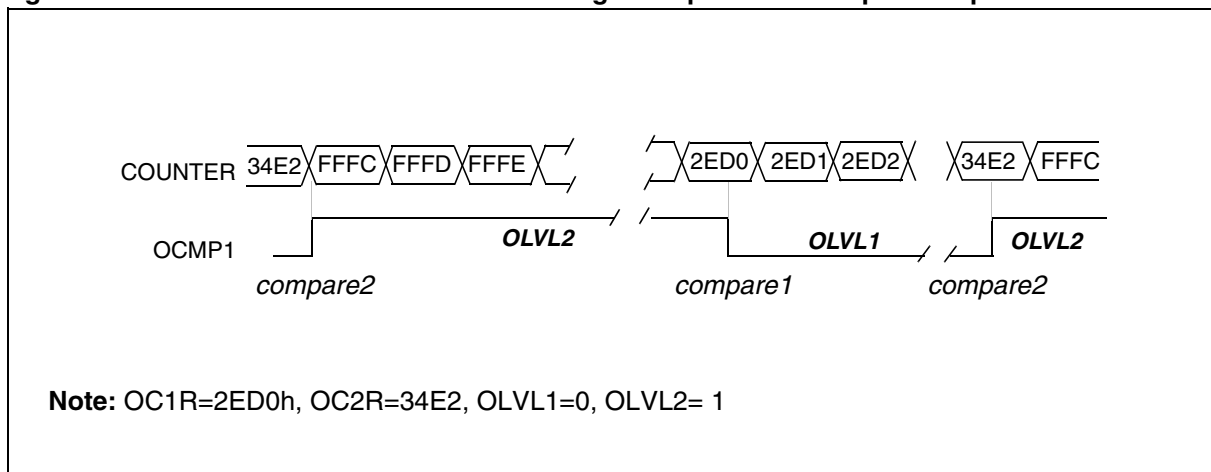 COUNTER 34E2 FFFC FFFD FFFE 2ED0 2ED1 2ED2 34E2 FFFC
OCMP1 OLVL2 OLVL1 OLVL2
compare2 compare1 compare2
Note: OC1R=2ED0h, OC2R=34E2, OLVL1=0, OLVL2= 1